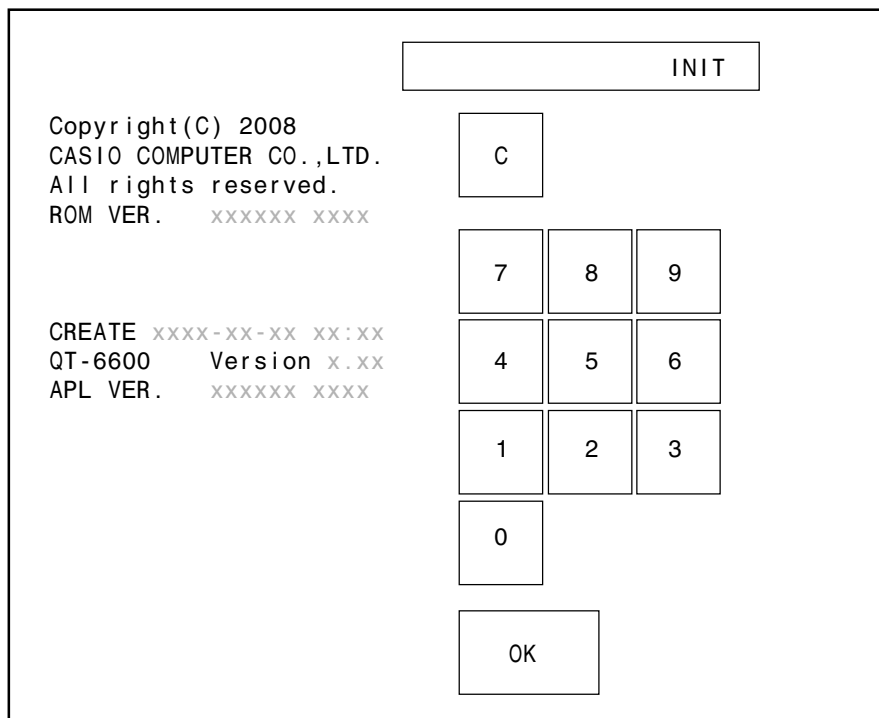 INIT
Copyright(C) 2008
CASIO COMPUTER CO.,LTD.
All rights reserved.
ROM VER. xxxxxx xxxx
CREATE xxxx-xx-xx xx:xx
QT-6600 Version x.xx
APL VER. xxxxxx xxxx
C
7 8 9
4 5 6
1 2 3
0
OK